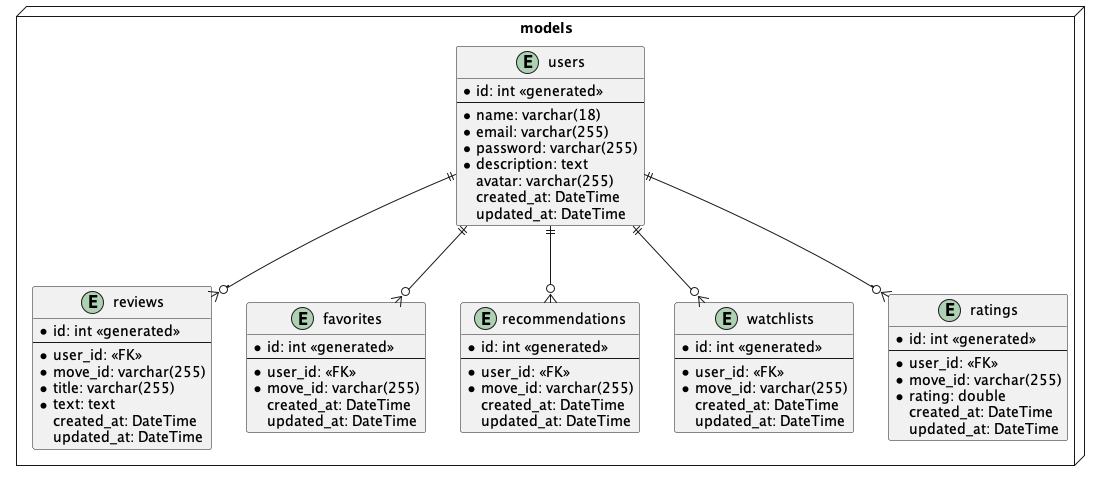 models
E users
• id: int «generated»
• name: varchar(18)
• email: varchar(255)
• password: varchar(255)
• description: text
avatar: varchar(255)
created_at: DateTime
updated_at: DateTime
E reviews
• id: int «generated»
• user_id: «FK»
• move_id: varchar(255)
• title: varchar(255)
• text: text
created_at: DateTime
updated_at: DateTime
E favorites
• id: int «generated»
• user_id: «FK»
• move_id: varchar(255)
created_at: DateTime
updated_at: DateTime
E recommendations
• id: int «generated»
• user_id: «FK»
• move_id: varchar(255)
created_at: DateTime
updated_at: DateTime
E watchlists
• id: int «generated»
• user_id: «FK»
• move_id: varchar(255)
created_at: DateTime
updated_at: DateTime
E ratings
• id: int «generated»
• user_id: «FK»
• move_id: varchar(255)
• rating: double
created_at: DateTime
updated_at: DateTime